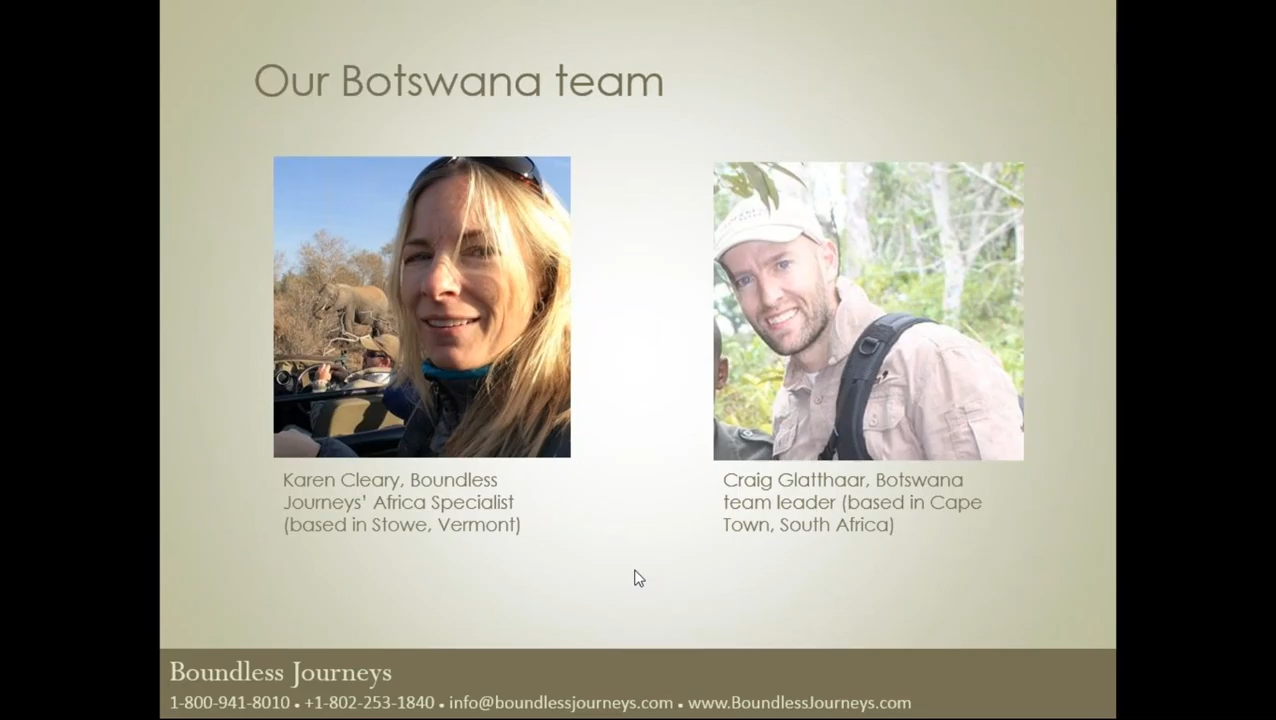 Our Botswana team
Karen Cleary, Boundless
Journeys' Africa Specialist
(based in Stowe, Vermont)
Craig Glatthaar, Botswana
team leader (based in Cape
Town, South Africa)
Boundless Journeys
1-800-941-8010 • +1-802-253-1840 • info@boundlessjourneys.com • www.BoundlessJourneys.com